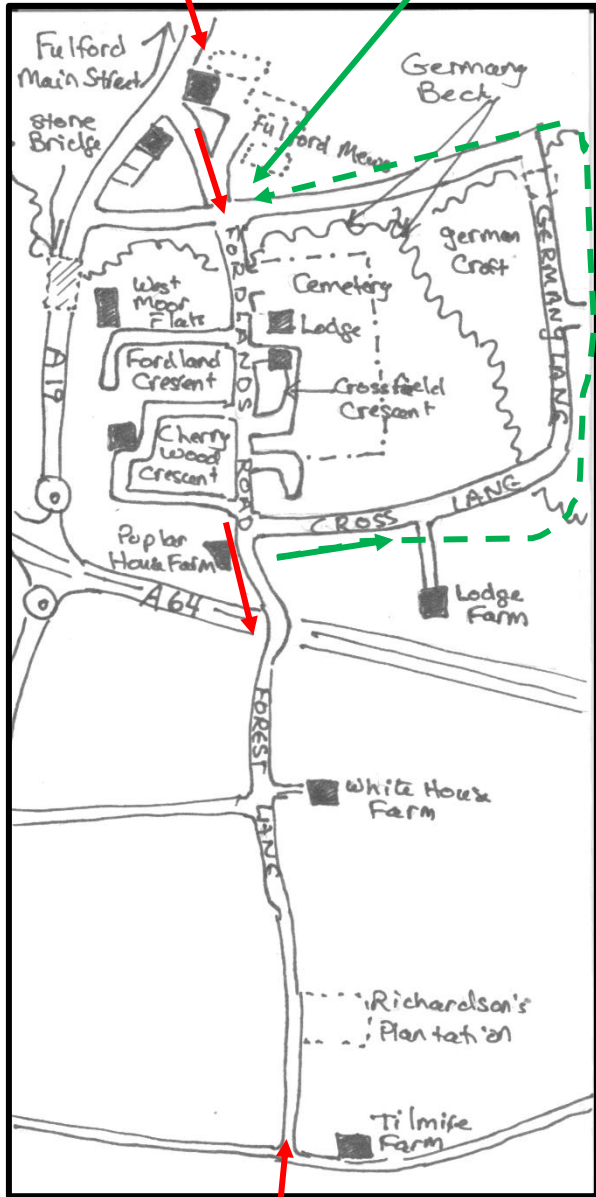 Fulford
Main Street
Stone
Bridge
Germany
Beck
Fulford Mews
german
Croft
GERMANY LANE
FORDLANDS ROAD
West
Moor
Flats
Cemetery
Lodge
A19
Fordland
Crescent
Crossfield
Crescent
Cherry
Wood
Crescent
CROSS LANE
Poplar
House Farm
A64
Lodge
Farm
FOREST LANE
White House
Farm
Richardson's
Plantation
Tilmire
Farm